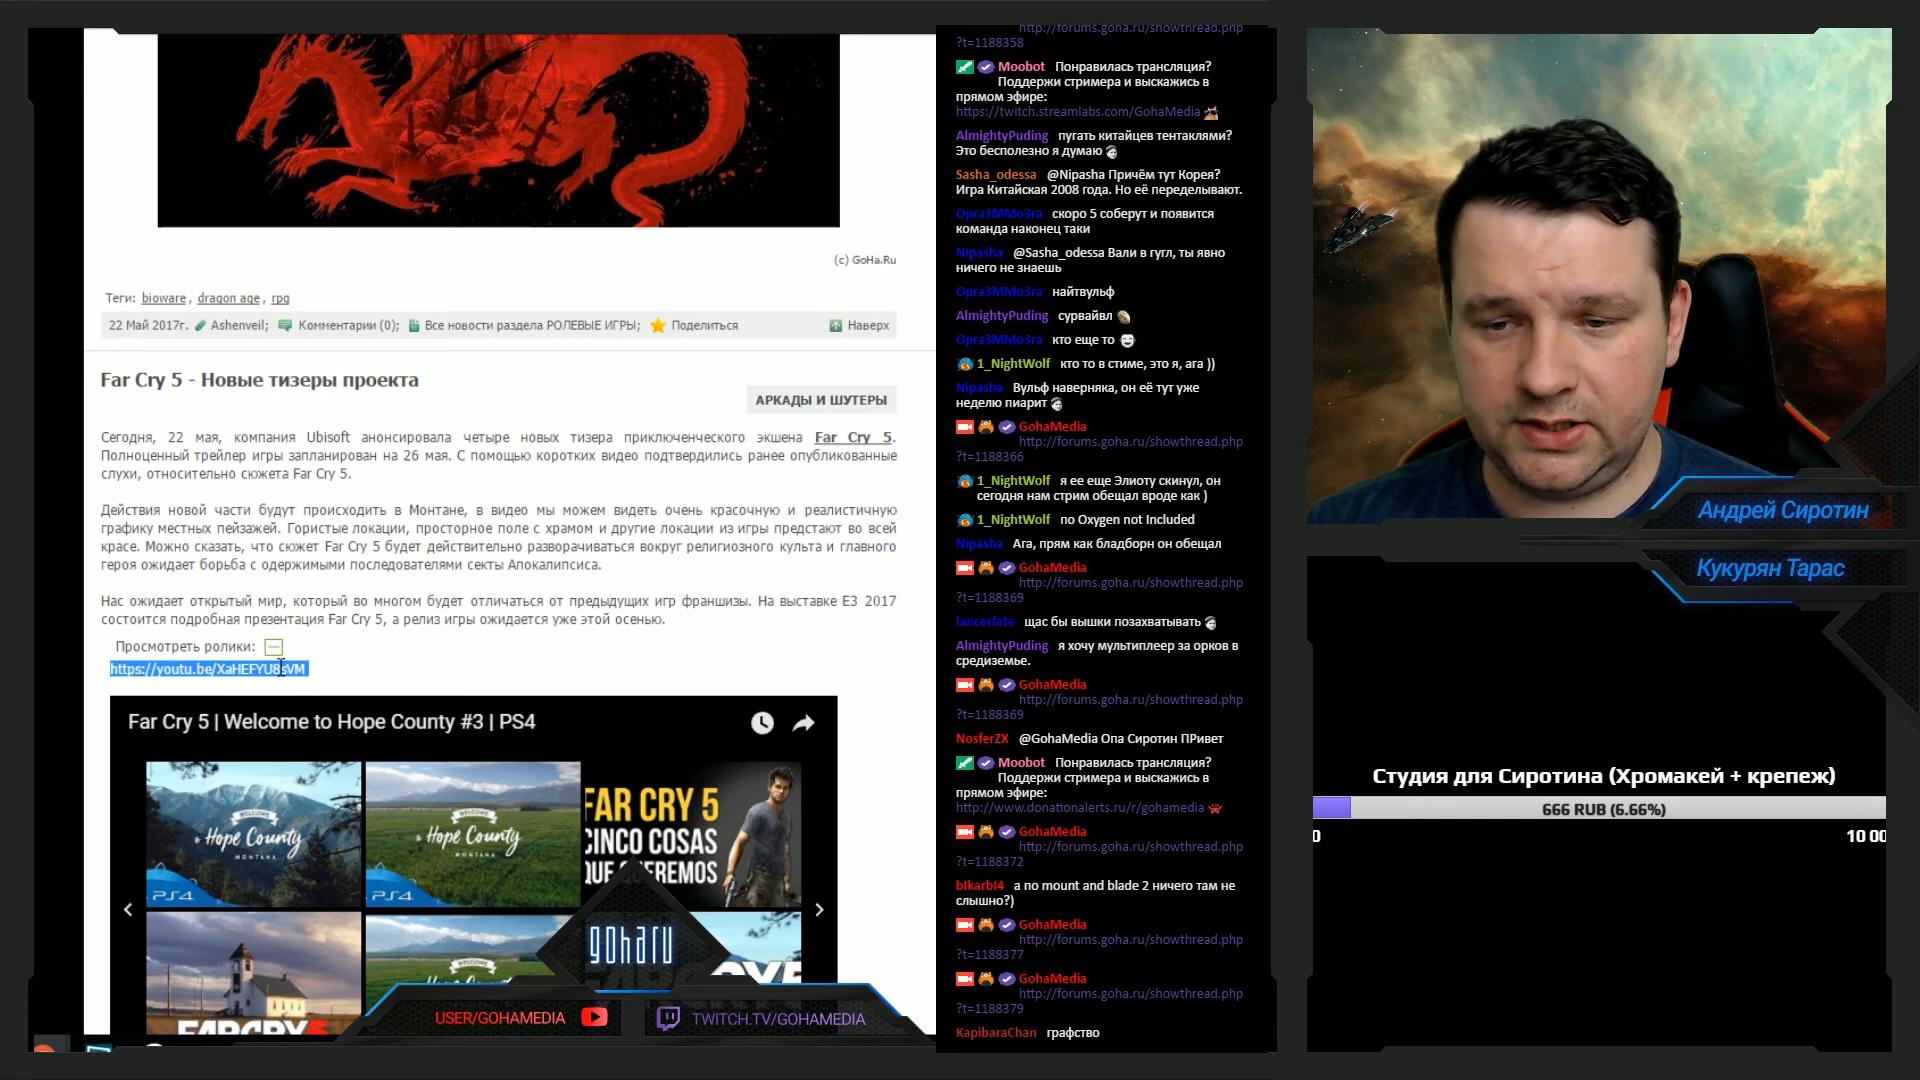 (c) GoHa.Ru
Теги: bioware, dragon age, rpg
22 Май 2017г. Ashenveil; Комментарии (0); Все новости раздела РОЛЕВЫЕ ИГРЫ; Поделиться Наверх
Far Cry 5 - Новые тизеры проекта
АРКАДЫ И ШУТЕРЫ
Сегодня, 22 мая, компания Ubisoft анонсировала четыре новых тизера приключенческого экшена Far Cry 5.
Полноценный трейлер игры запланирован на 26 мая. С помощью коротких видео подтвердились ранее опубликованные
слухи, относительно сюжета Far Cry 5.
Действия новой части будут происходить в Монтане, в видео мы можем видеть очень красочную и реалистичную
графику местных пейзажей. Гористые локации, просторное поле с храмом и другие локации из игры предстают во всей
красе. Можно сказать, что сюжет Far Cry 5 будет действительно разворачиваться вокруг религиозного культа и главного
героя ожидает борьба с одержимыми последователями секты Апокалипсиса.
Нас ожидает открытый мир, который во многом будет отличаться от предыдущих игр франшизы. На выставке E3 2017
состоится подробная презентация Far Cry 5, а релиз игры ожидается уже этой осенью.
Просмотреть ролики:
https://youtu.be/XaHEFYU8sVM
Far Cry 5 | Welcome to Hope County #3 | PS4
WELCOME
to Hope County
MONTANA
PS4
WELCOME
to Hope County
MONTANA
PS4
FAR CRY 5
CINCO COSAS
QUE QUEREMOS
FARCRY5
goharu
USER/GOHAMEDIA
TWITCH.TV/GOHAMEDIA
http://forums.goha.ru/showthread.php
?t=1188358
Moobot Понравилась трансляция?
Поддержи стримера и выскажись в
прямом эфире:
https://twitch.streamlabs.com/GohaMedia
AlmightyPuding пугать китайцев тентаклями?
Это бесполезно я думаю
Sasha_odessa @Nipasha Причём тут Корея?
Игра Китайская 2008 года. Но её переделывают.
Opra3MMo3ra скоро 5 соберут и появится
команда наконец таки
Nipasha @Sasha_odessa Вали в гугл, ты явно
ничего не знаешь
Opra3MMo3ra найтвульф
AlmightyPuding сурвайвл
Opra3MMo3ra кто еще то
1_NightWolf кто то в стиме, это я, ага ))
Nipasha Вульф наверняка, он её тут уже
неделю пиарит
GohaMedia
http://forums.goha.ru/showthread.php
?t=1188366
1_NightWolf я ее еще Элиоту скинул, он
сегодня нам стрим обещал вроде как )
1_NightWolf по Oxygen not Included
Nipasha Ага, прям как бладборн он обещал
GohaMedia
http://forums.goha.ru/showthread.php
?t=1188369
lancerfate щас бы вышки позахватывать
AlmightyPuding я хочу мультплеер за орков в
средиземье.
GohaMedia
http://forums.goha.ru/showthread.php
?t=1188369
NosferZX @GohaMedia Опа Сиротин ПРивет
Moobot Понравилась трансляция?
Поддержи стримера и выскажись в
прямом эфире:
http://www.donationalerts.ru/r/gohamedia
GohaMedia
http://forums.goha.ru/showthread.php
?t=1188372
blkarbl4 а по mount and blade 2 ничего там не
слышно?)
GohaMedia
http://forums.goha.ru/showthread.php
?t=1188377
GohaMedia
http://forums.goha.ru/showthread.php
?t=1188379
KapibaraChan графство
Андрей Сиротин
Кукурян Тарас
Студия для Сиротина (Хромакей + крепеж)
666 RUB (6.66%)
0 10 00